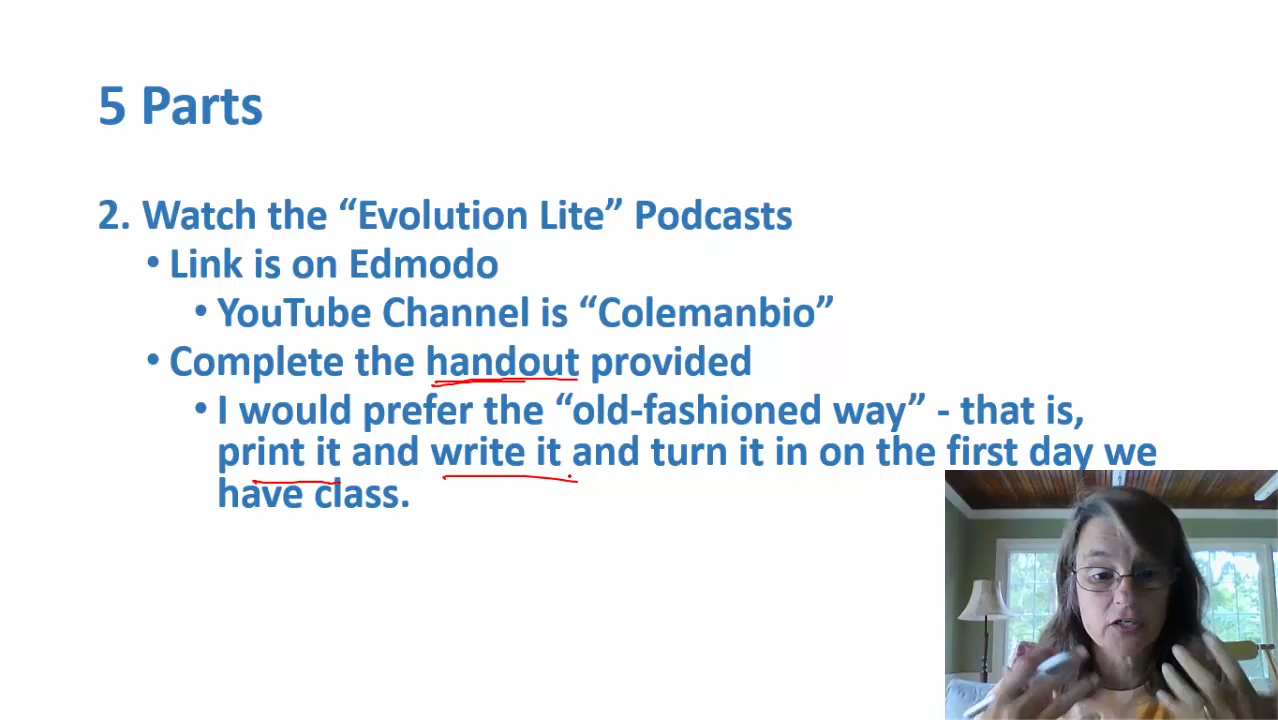 5 Parts
2. Watch the “Evolution Lite” Podcasts
• Link is on Edmodo
• YouTube Channel is “Colemanbio”
• Complete the handout provided
• I would prefer the “old-fashioned way” - that is,
print it and write it and turn it in on the first day we
have class.